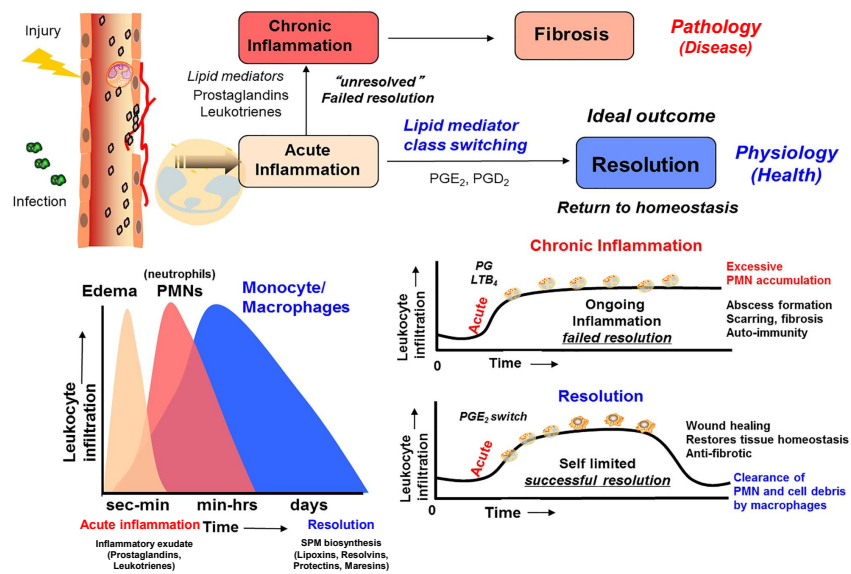 Injury
Infection
Chronic
Inflammation
Fibrosis
Pathology
(Disease)
Lipid mediators
Prostaglandins
Leukotrienes
“unresolved”
Failed resolution
Acute
Inflammation
Lipid mediator
class switching
PGE2, PGD2
Ideal outcome
Resolution
Physiology
(Health)
Return to homeostasis
Edema
(neutrophils)
PMNs
Monocyte/
Macrophages
Leukocyte
infiltration
sec-min
min-hrs
days
Acute inflammation
Time
Resolution
Inflammatory exudate
(Prostaglandins,
Leukotrienes)
SPM biosynthesis
(Lipoxins, Resolvins,
Protectins, Maresins)
Chronic Inflammation
Leukocyte
infiltration
PG
LTB4
Acute
Ongoing
Inflammation
failed resolution
0
Time
Excessive
PMN accumulation
Abscess formation
Scarring, fibrosis
Auto-immunity
Resolution
Leukocyte
infiltration
PGE2 switch
Acute
Self limited
successful resolution
0
Time
Wound healing
Restores tissue homeostasis
Anti-fibrotic
Clearance of
PMN and cell debris
by macrophages